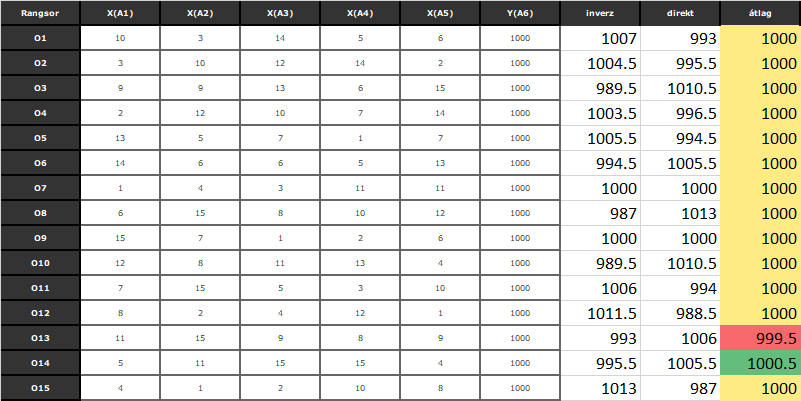 Rangsor X(A1) X(A2) X(A3) X(A4) X(A5) Y(A6) inverz direkt átlag
O1 10 3 14 5 6 1000 1007 993 1000
O2 3 10 12 14 2 1000 1004.5 995.5 1000
O3 9 9 13 6 15 1000 989.5 1010.5 1000
O4 2 12 10 7 14 1000 1003.5 996.5 1000
O5 13 5 7 1 7 1000 1005.5 994.5 1000
O6 14 6 6 5 13 1000 994.5 1005.5 1000
O7 1 4 3 11 11 1000 1000 1000 1000
O8 6 15 8 10 12 1000 987 1013 1000
O9 15 7 1 2 6 1000 1000 1000 1000
O10 12 8 11 13 4 1000 989.5 1010.5 1000
O11 7 15 5 3 10 1000 1006 994 1000
O12 8 2 4 12 1 1000 1011.5 988.5 1000
O13 11 15 9 8 9 1000 993 1006 999.5
O14 5 11 15 15 4 1000 995.5 1005.5 1000.5
O15 4 1 2 10 8 1000 1013 987 1000